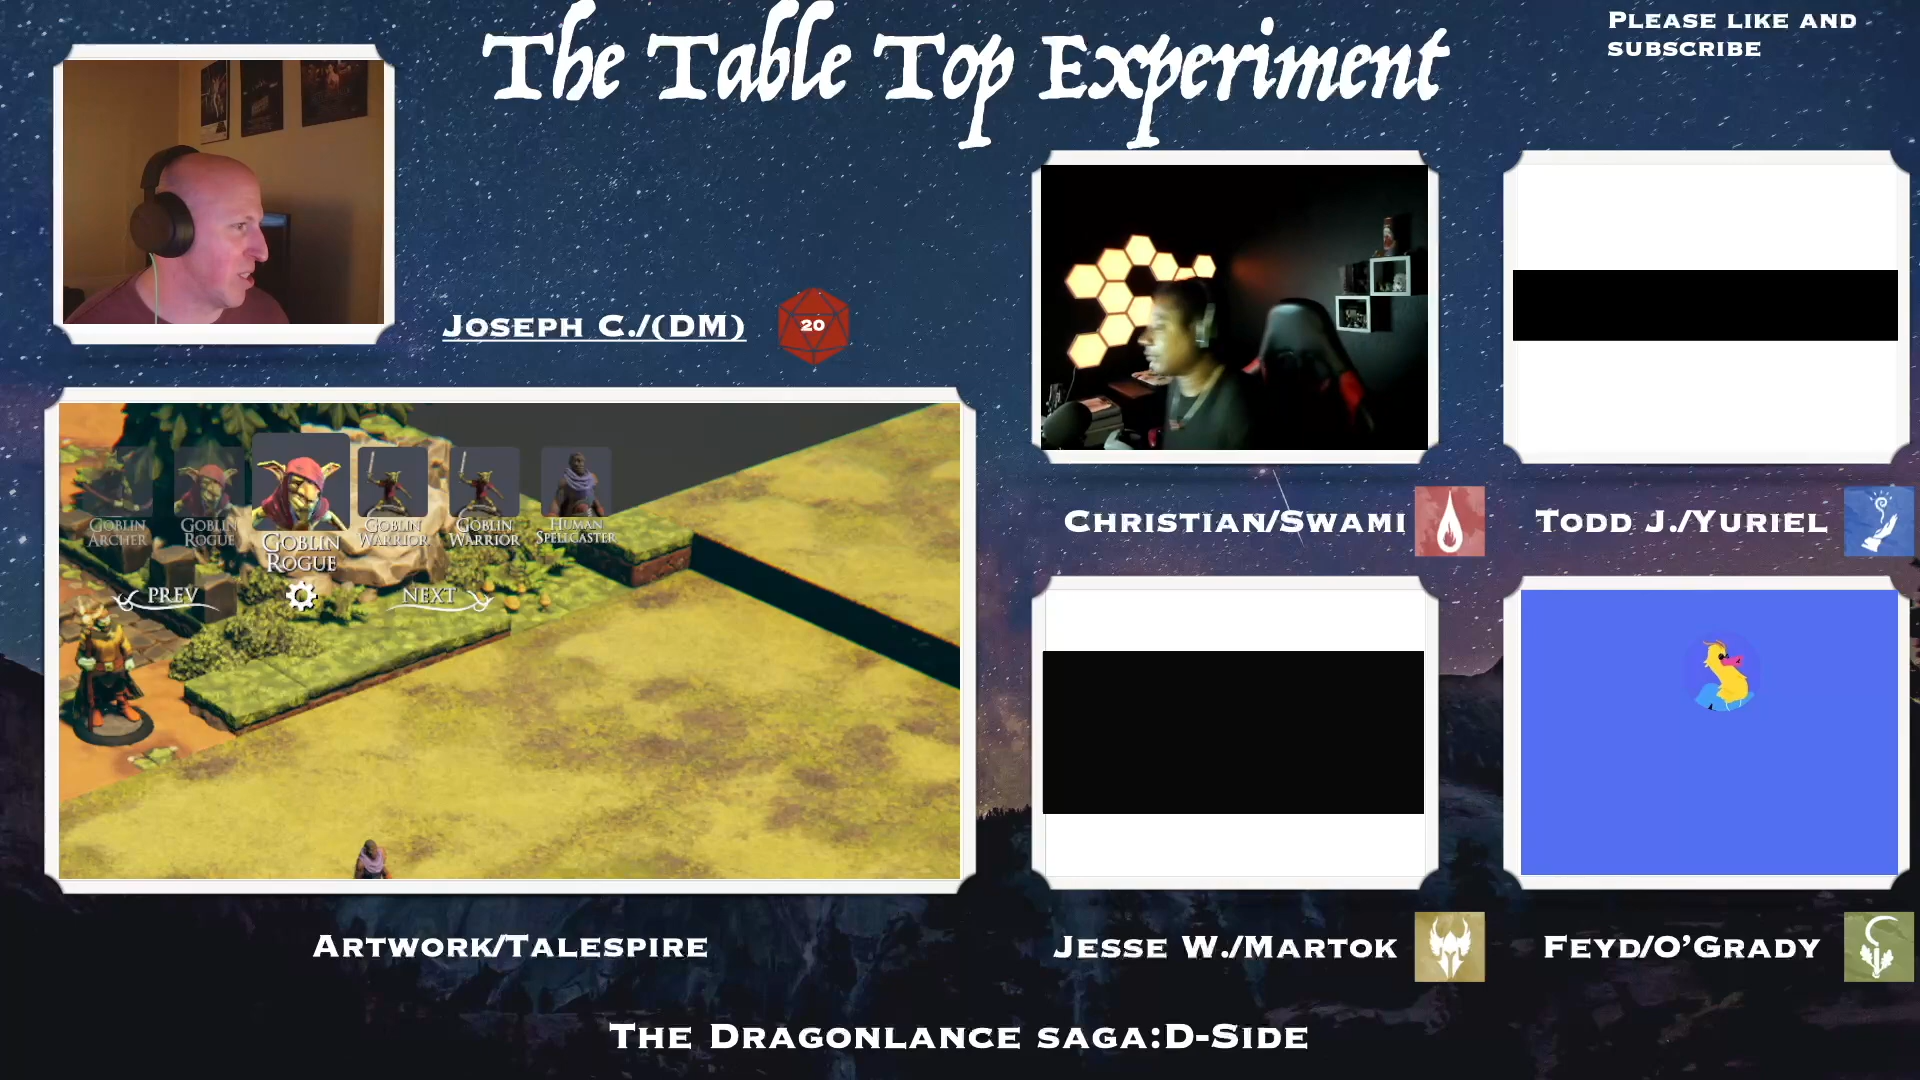 The Table Top Experiment
PLEASE LIKE AND
SUBSCRIBE
JOSEPH C./(DM)
20
GOBLIN
ARCHER
GOBLIN
ROGUE
GOBLIN
ROGUE
GOBLIN
WARRIOR
GOBLIN
WARRIOR
HUMAN
SPELLCASTER
PREV
NEXT
CHRISTIAN/SWAMI
TODD J./YURIEL
ARTWORK/TALESPIRE
JESSE W./MARTOK
FEYD/O'GRADY
THE DRAGONLANCE SAGA:D-SIDE